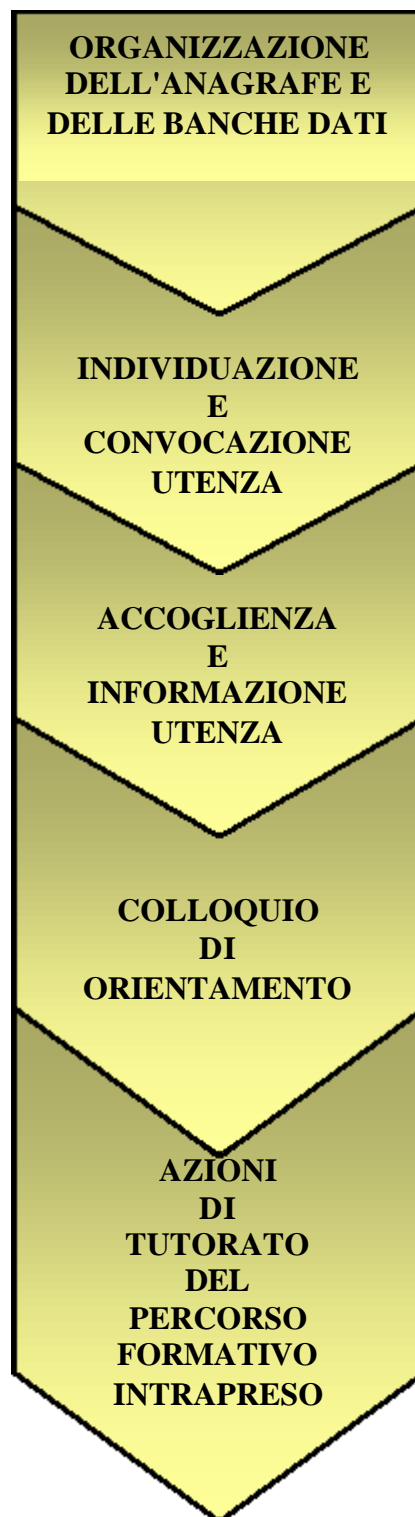 ORGANIZZAZIONE
DELL'ANAGRAFE E
DELLE BANCHE DATI
INDIVIDUAZIONE
E
CONVOCAZIONE
UTENZA
ACCOGLIENZA
E
INFORMAZIONE
UTENZA
COLLOQUIO
DI
ORIENTAMENTO
AZIONI
DI
TUTORATO
DEL
PERCORSO
FORMATIVO
INTRAPRESO